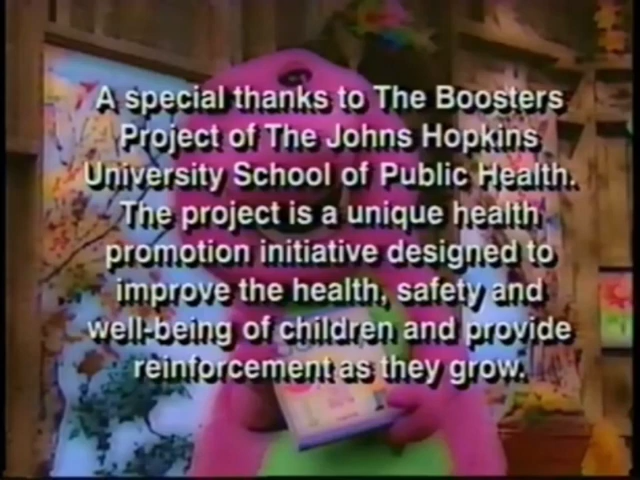 A special thanks to The Boosters
Project of The Johns Hopkins
University School of Public Health.
The project is a unique health
promotion initiative designed to
improve the health, safety and
well-being of children and provide
reinforcement as they grow.